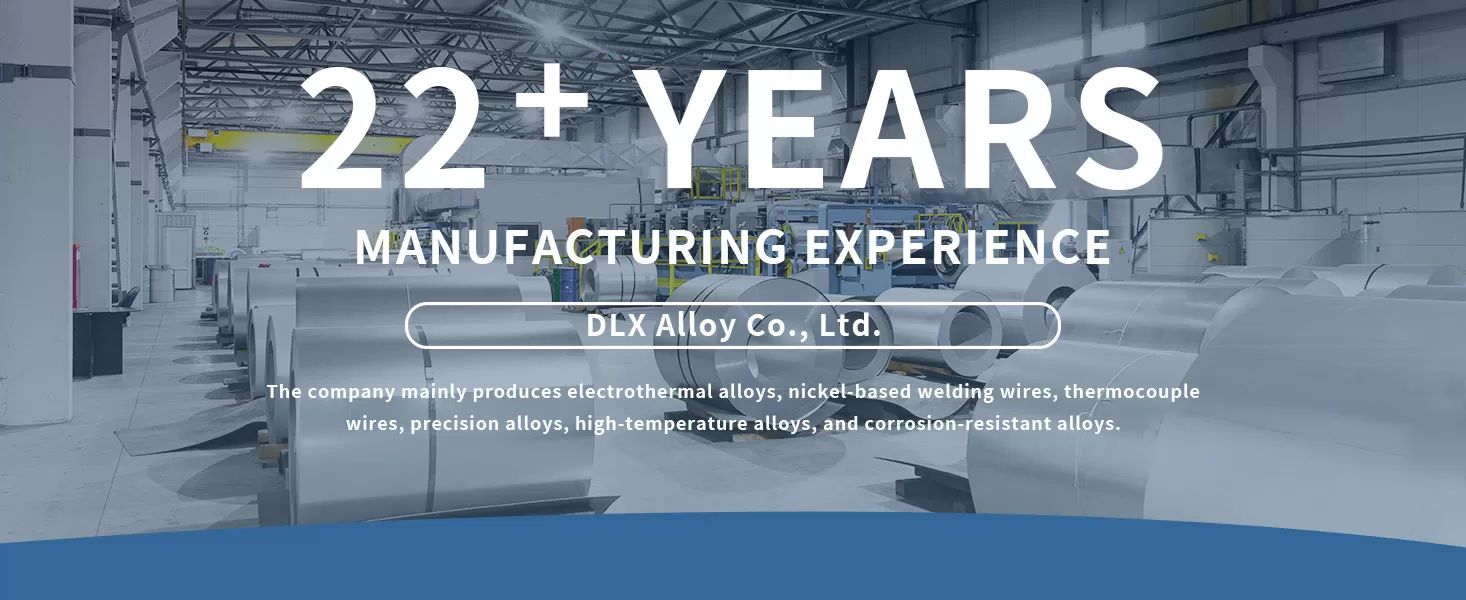 22+ YEARS
MANUFACTURING EXPERIENCE
DLX Alloy Co., Ltd.
The company mainly produces electrothermal alloys, nickel-based welding wires, thermocouple
wires, precision alloys, high-temperature alloys, and corrosion-resistant alloys.